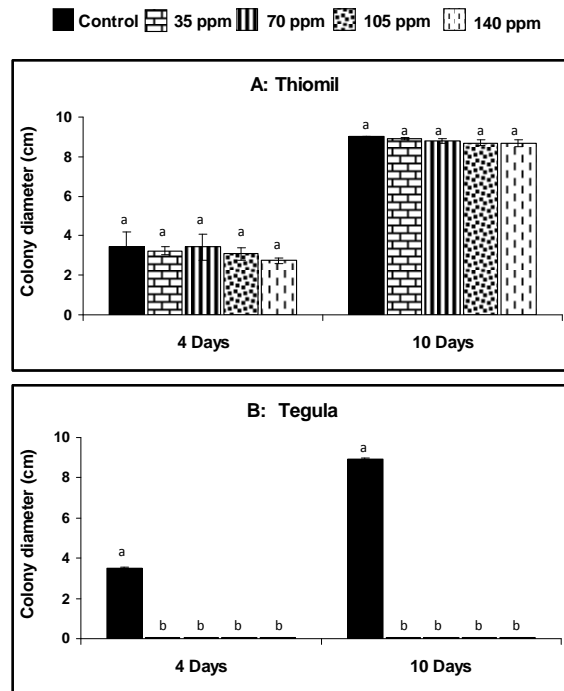 Control 35 ppm 70 ppm 105 ppm 140 ppm
A: Thiomil
Colony diameter (cm)
10
8
6
4
2
0
a a a a a
a a a a a
4 Days 10 Days
B: Tegula
Colony diameter (cm)
10
8
6
4
2
0
a b b b b
a b b b b
4 Days 10 Days